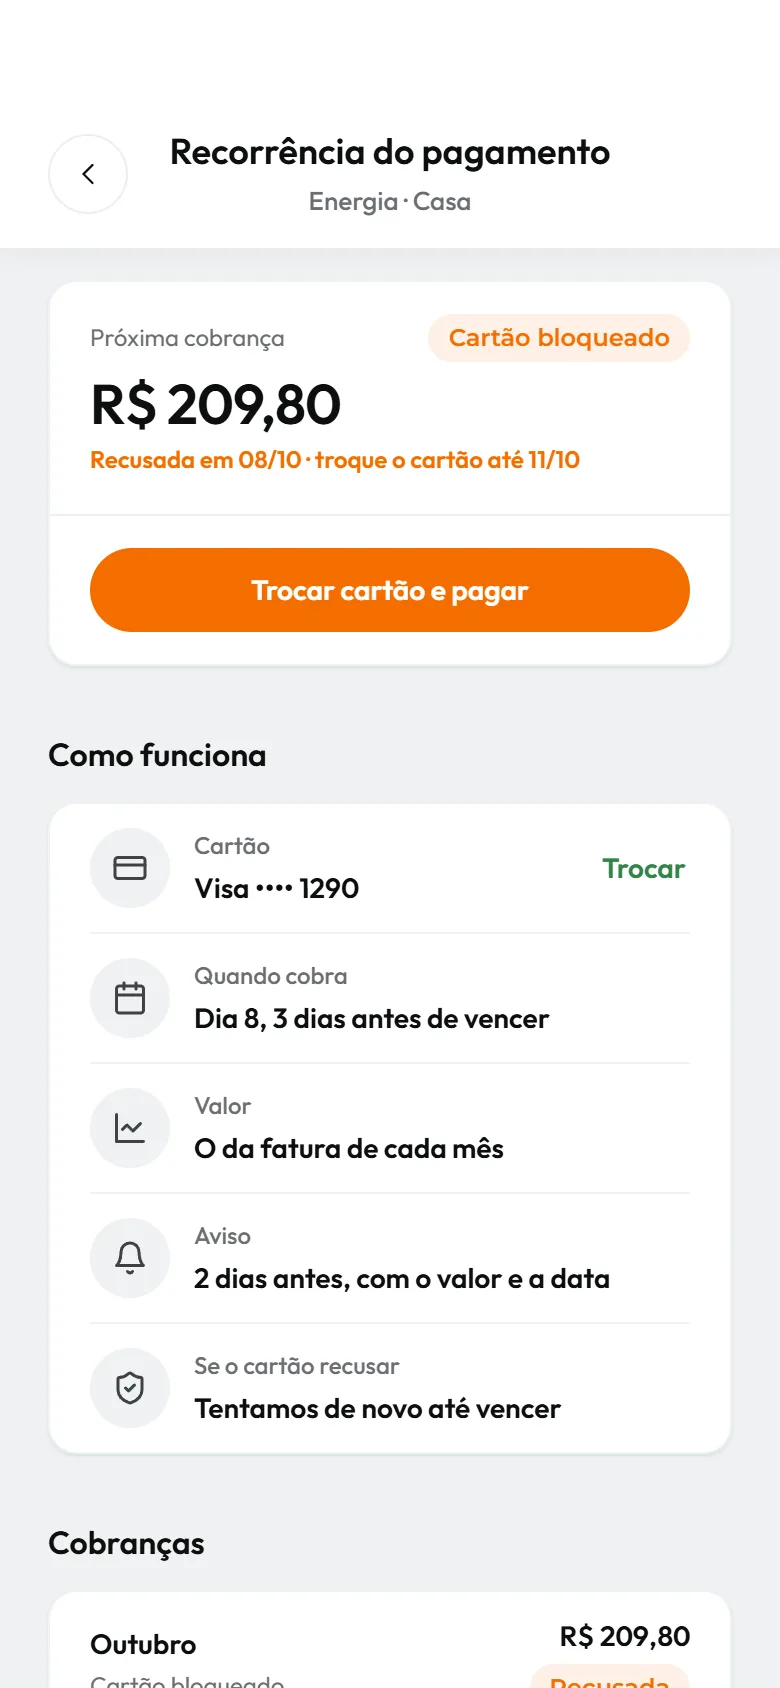 Recorrência do pagamento
Energia · Casa
Próxima cobrança
Cartão bloqueado
R$ 209,80
Recusada em 08/10 · troque o cartão até 11/10
Trocar cartão e pagar
Como funciona
Cartão
Visa •••• 1290
Trocar
Quando cobra
Dia 8, 3 dias antes de vencer
Valor
O da fatura de cada mês
Aviso
2 dias antes, com o valor e a data
Se o cartão recusar
Tentamos de novo até vencer
Cobranças
Outubro
R$ 209,80
Cartão bloqueado
Recusada